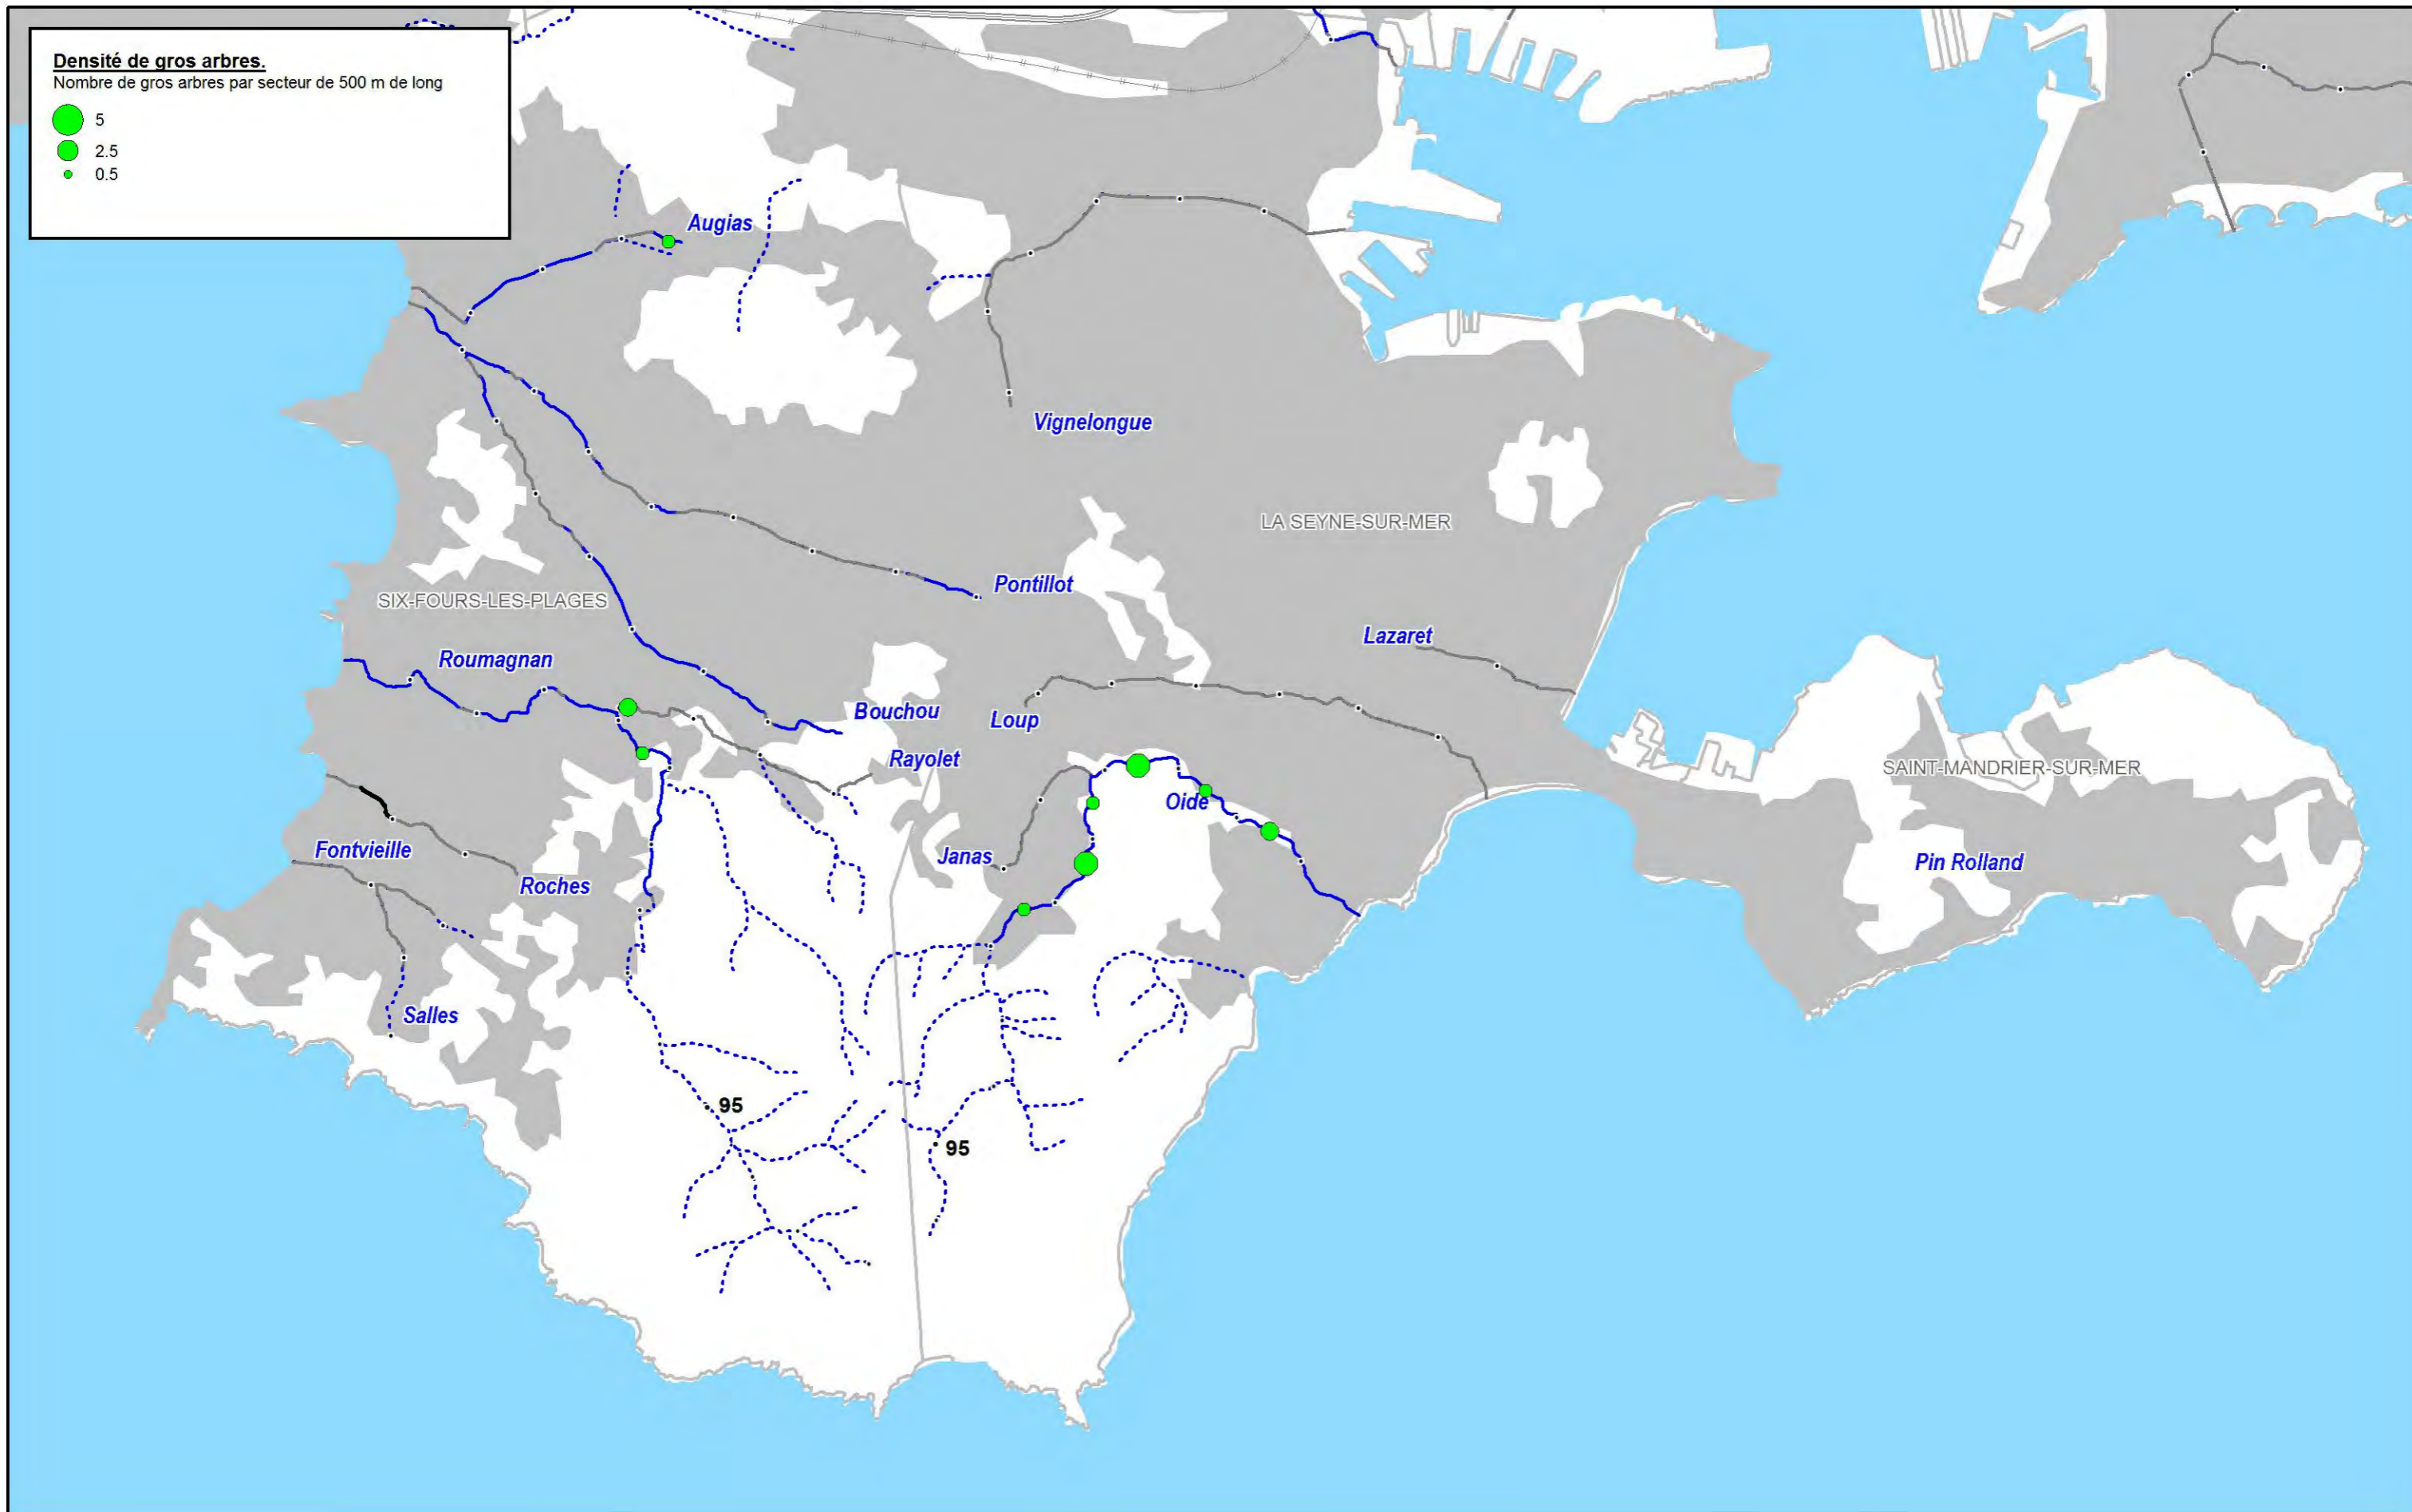 Densité de gros arbres.
Nombre de gros arbres par secteur de 500 m de long
5
2.5
0.5
Augias
Vignelongue
LA SEYNE-SUR-MER
Pontillot
SIX-FOURS-LES-PLAGES
Lazaret
Roumagnan
Bouchou
Loup
Rayolet
SAINT-MANDRIER-SUR-MER
Oide
Fontvieille
Janas
Pin Rolland
Roches
Salles
95
95